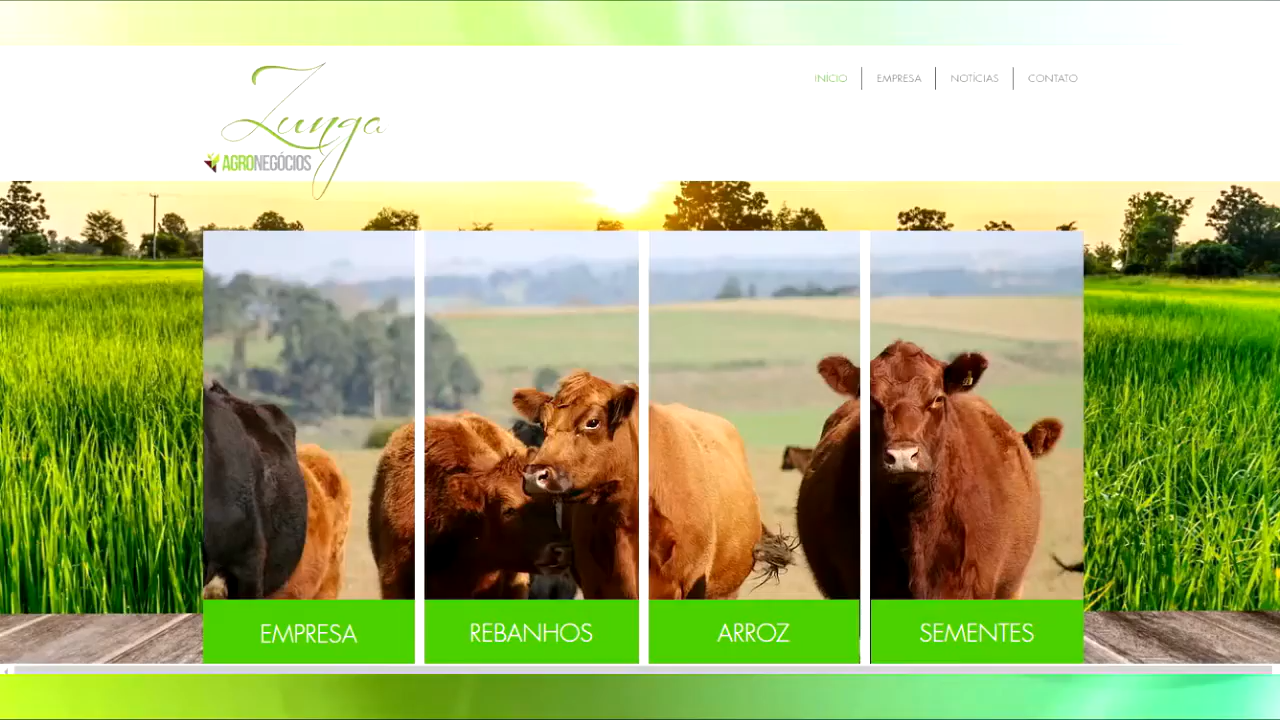 Zunga
AGRONEGÓCIOS
INÍCIO
EMPRESA
NOTÍCIAS
CONTATO
EMPRESA
REBANHOS
ARROZ
SEMENTES